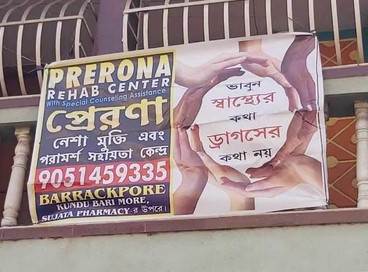 PRERONA
REHAB CENTER
With Special Counseling Assistance
প্রেরণা
নেশা মুক্তি এবং
পরামর্শ সহায়তা কেন্দ্র
9051459335
BARRACKPORE
KUNDU BARI MORE,
SUJATA PHARMACY-র উপরে।
ভাবুন
স্বাস্থ্যের
কথা
ড্রাগসের
কথা নয়